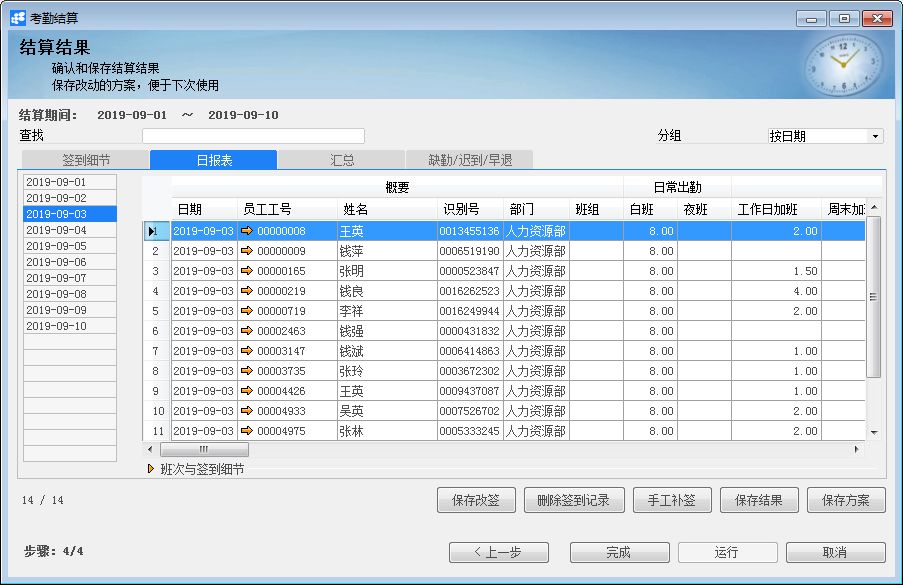 考勤结算
结算结果
确认和保存结算结果
保存改动的方案，便于下次使用
结算期间： 2019-09-01 ～ 2019-09-10
查找 分组 按日期
签到细节 日报表 汇总 缺勤/迟到/早退
2019-09-01
2019-09-02
2019-09-03
2019-09-04
2019-09-05
2019-09-06
2019-09-07
2019-09-08
2019-09-09
2019-09-10
概要 日常出勤
日期 员工工号 姓名 识别号 部门 班组 白班 夜班 工作日加班 周末加
1 2019-09-03 00000008 王英 0013455136 人力资源部 8.00 2.00
2 2019-09-03 00000009 钱萍 0006519190 人力资源部 8.00
3 2019-09-03 00000165 张明 0000523847 人力资源部 8.00 1.50
4 2019-09-03 00000219 钱良 0016262523 人力资源部 8.00 4.00
5 2019-09-03 00000719 李祥 0016249944 人力资源部 8.00 2.00
6 2019-09-03 00002463 钱强 0000431832 人力资源部 8.00
7 2019-09-03 00003147 钱斌 0006414863 人力资源部 8.00 1.00
8 2019-09-03 00003735 张玲 0003672302 人力资源部 8.00 1.00
9 2019-09-03 00004426 王英 0009437087 人力资源部 8.00 1.00
10 2019-09-03 00004933 吴英 0007526702 人力资源部 8.00 2.00
11 2019-09-03 00004975 张林 0005333245 人力资源部 8.00 2.00
班次与签到细节
14 / 14 保存改签 删除签到记录 手工补签 保存结果 保存方案
步骤：4/4 < 上一步 完成 运行 取消